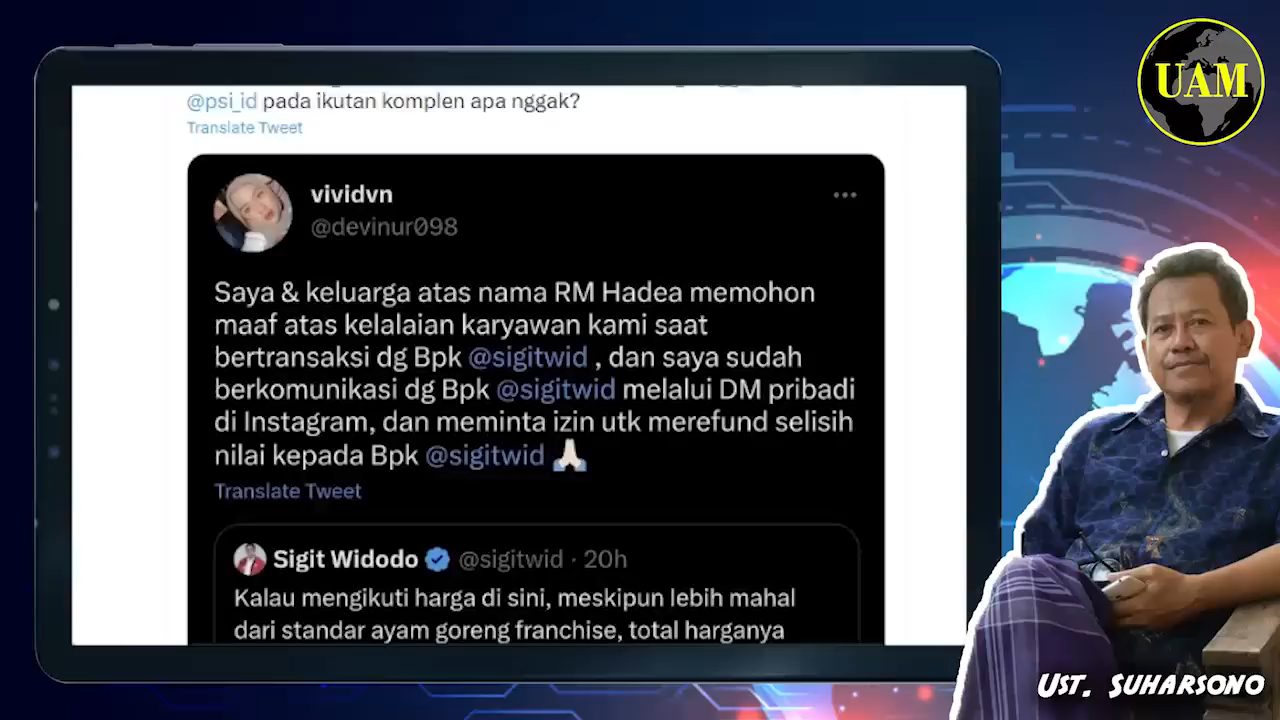 @psi_id pada ikutan komplen apa nggak?
Translate Tweet
vividvn
@devinur098
Saya & keluarga atas nama RM Hadea memohon
maaf atas kelalaian karyawan kami saat
bertransaksi dg Bpk @sigitwid , dan saya sudah
berkomunikasi dg Bpk @sigitwid melalui DM pribadi
di Instagram, dan meminta izin utk merefund selisih
nilai kepada Bpk @sigitwid 🙏🏻
Translate Tweet
Sigit Widodo @sigitwid · 20h
Kalau mengikuti harga di sini, meskipun lebih mahal
dari standar ayam goreng franchise, total harganya
UAM
UST. SUHARSONO